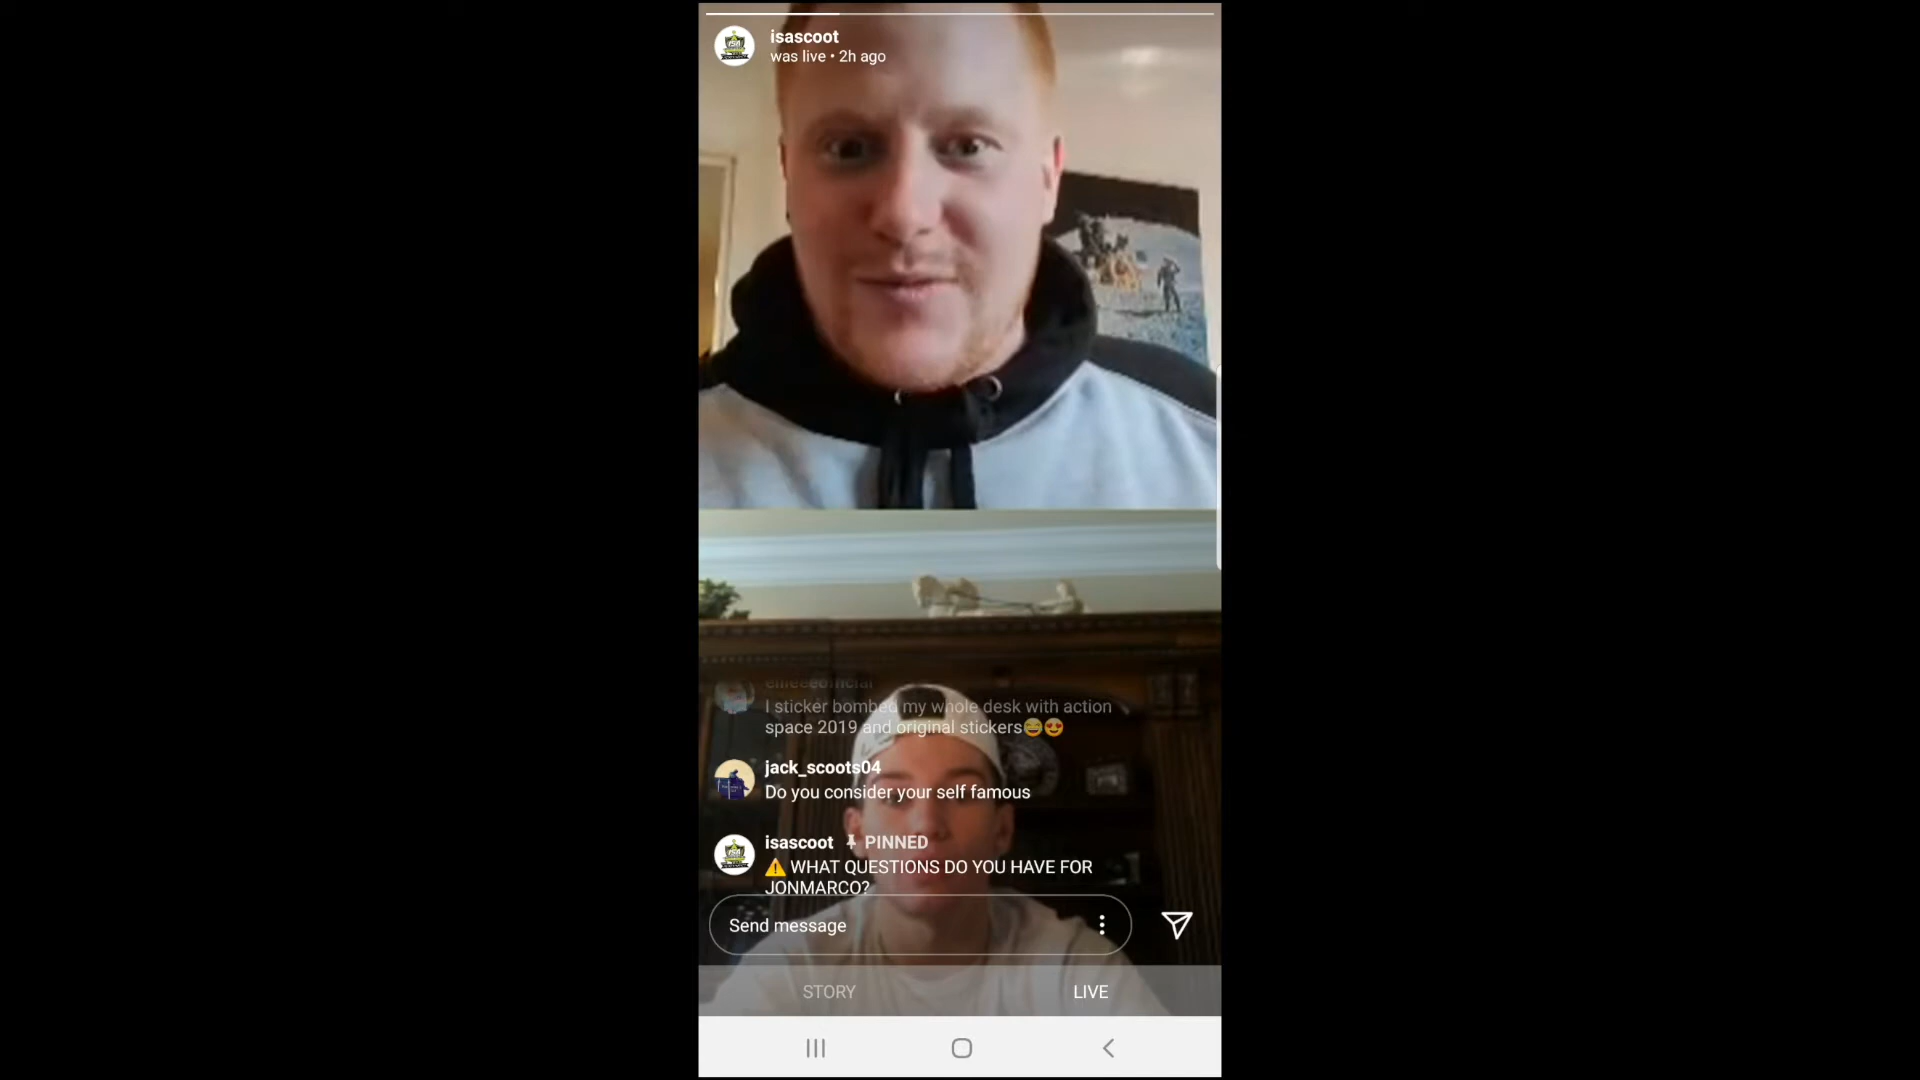 isascoot
was live • 2h ago
I sticker bombed my whole desk with action
space 2019 and original stickers😅😍
jack_scoots04
Do you consider your self famous
isascoot PINNED
⚠️ WHAT QUESTIONS DO YOU HAVE FOR
JONMARCO?
Send message
STORY LIVE